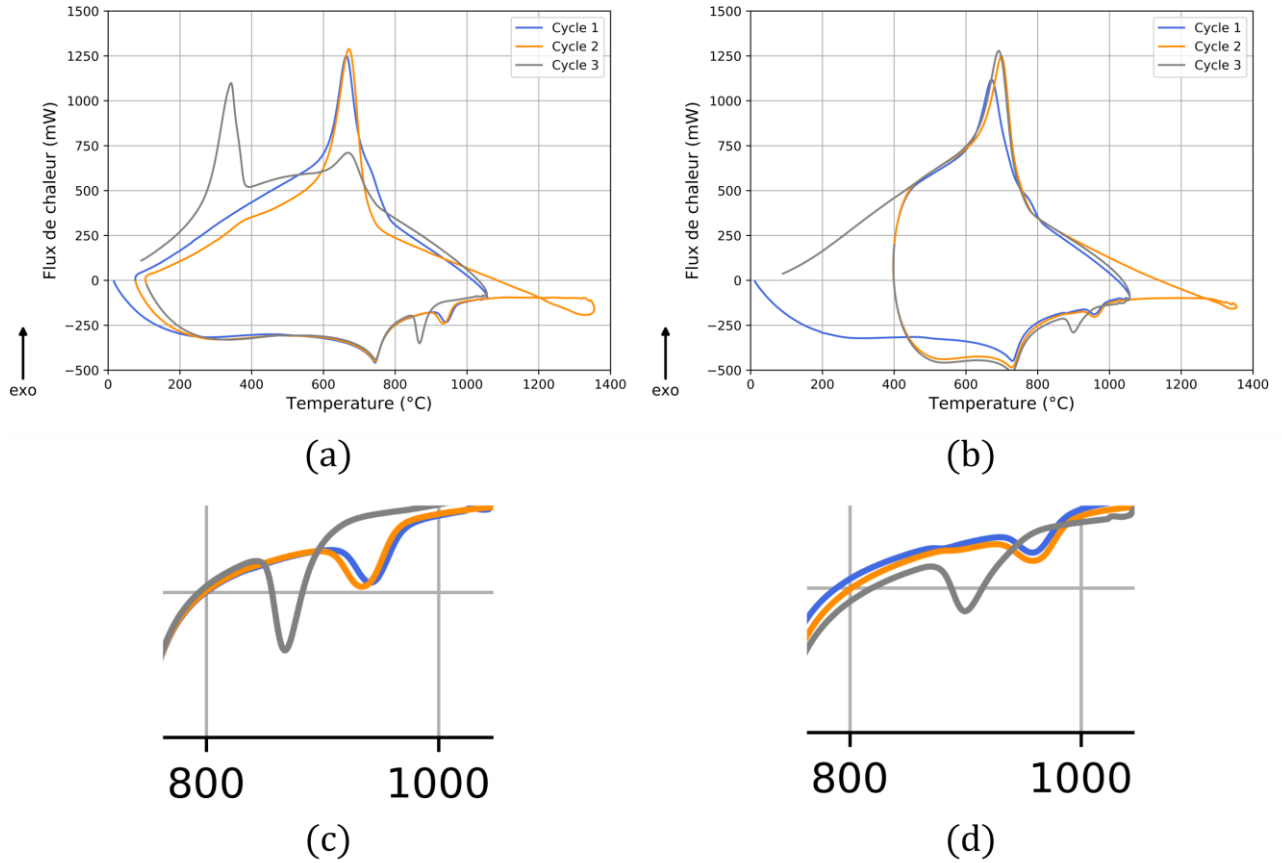 1500
1250
1000
750
500
250
0
−250
−500
Flux de chaleur (mW)
exo
0 200 400 600 800 1000 1200 1400
Temperature (°C)
Cycle 1
Cycle 2
Cycle 3
(a)
1500
1250
1000
750
500
250
0
−250
−500
Flux de chaleur (mW)
exo
0 200 400 600 800 1000 1200 1400
Temperature (°C)
Cycle 1
Cycle 2
Cycle 3
(b)
800 1000
(c)
800 1000
(d)